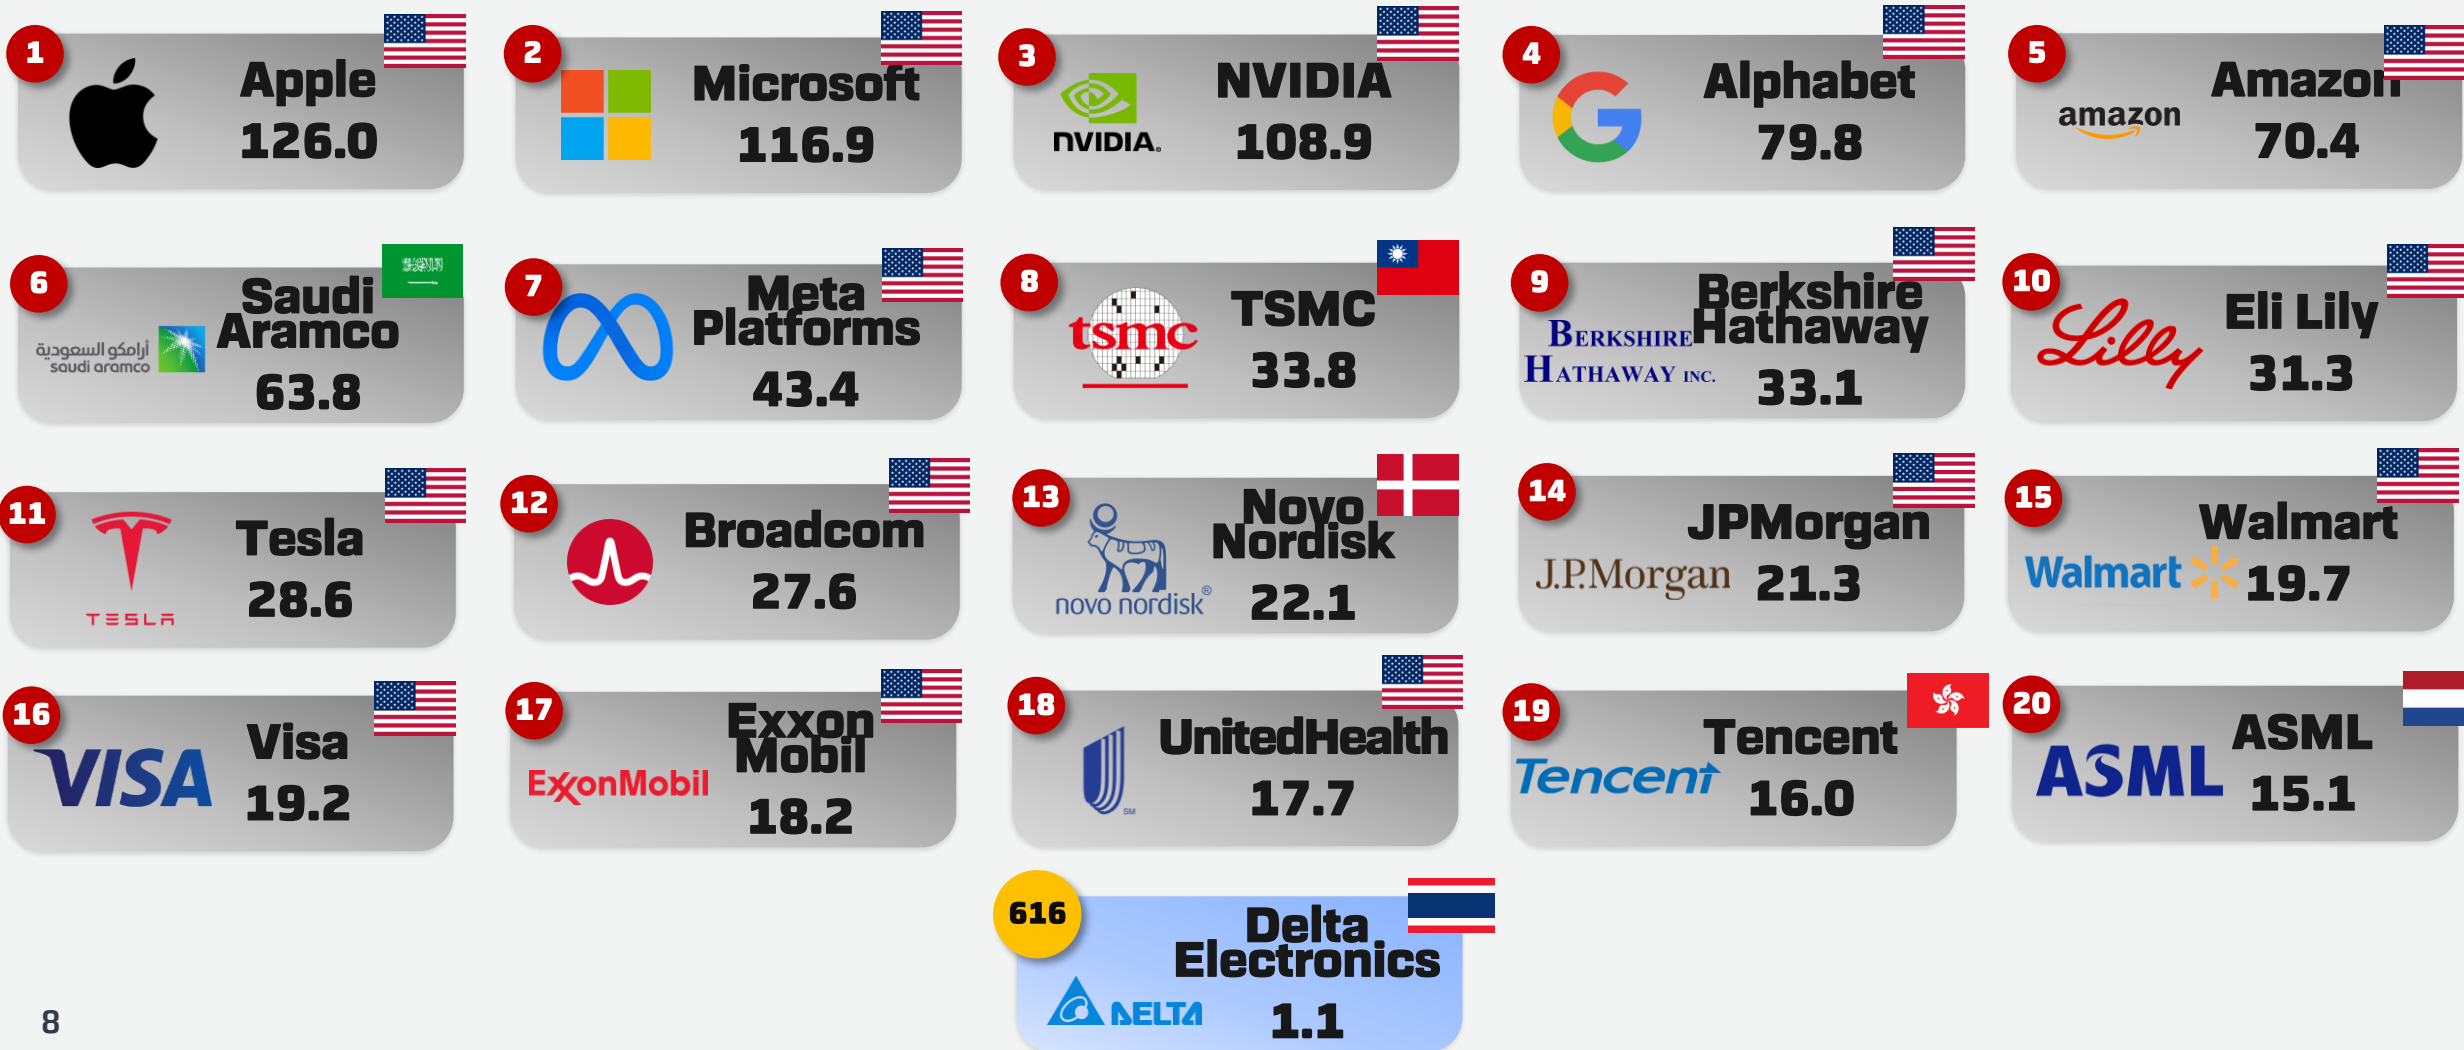 1
Apple
126.0
2
Microsoft
116.9
3
NVIDIA.
NVIDIA
108.9
4
Alphabet
79.8
5
amazon
Amazon
70.4
6
أرامكو السعودية
saudi aramco
Saudi
Aramco
63.8
7
Meta
Platforms
43.4
8
tsmc
TSMC
33.8
9
BERKSHIRE
HATHAWAY INC.
Berkshire
Hathaway
33.1
10
Lilly
Eli Lily
31.3
11
TESLA
Tesla
28.6
12
Broadcom
27.6
13
novo nordisk®
Novo
Nordisk
22.1
14
J.P.Morgan
JPMorgan
21.3
15
Walmart
Walmart
19.7
16
VISA
Visa
19.2
17
ExxonMobil
Exxon
Mobil
18.2
18
SM
UnitedHealth
17.7
19
Tencent
Tencent
16.0
20
ASML
ASML
15.1
616
DELTA
Delta
Electronics
1.1
8